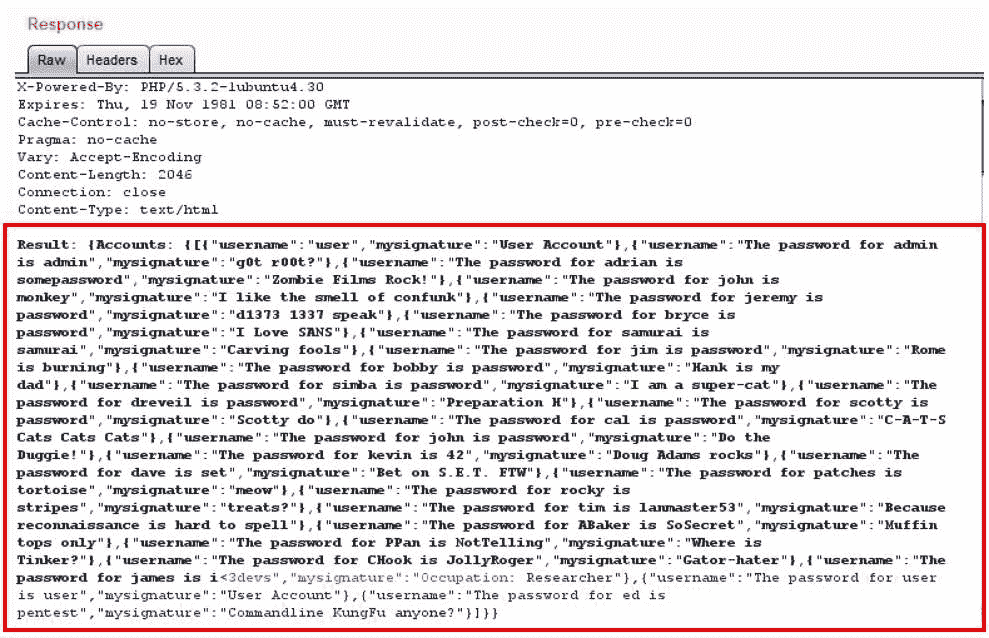 Response
Raw Headers Hex
X-Powered-By: PHP/5.3.2-1ubuntu4.30
Expires: Thu, 19 Nov 1981 08:52:00 GMT
Cache-Control: no-store, no-cache, must-revalidate, post-check=0, pre-check=0
Pragma: no-cache
Vary: Accept-Encoding
Content-Length: 2046
Connection: close
Content-Type: text/html
Result: {Accounts: {[{"username":"user","mysignature":"User Account"},{"username":"The password for admin
is admin","mysignature":"g0t r00t?"},{"username":"The password for adrian is
somepassword","mysignature":"Zombie Films Rock!"},{"username":"The password for john is
monkey","mysignature":"I like the smell of confunk"},{"username":"The password for jeremy is
password","mysignature":"d1373 1337 speak"},{"username":"The password for bryce is
password","mysignature":"I Love SANS"},{"username":"The password for samurai is
samurai","mysignature":"Carving fools"},{"username":"The password for jim is password","mysignature":"Rome
is burning"},{"username":"The password for bobby is password","mysignature":"Hank is my
dad"},{"username":"The password for simba is password","mysignature":"I am a super-cat"},{"username":"The
password for dreveil is password","mysignature":"Preparation H"},{"username":"The password for scotty is
password","mysignature":"Scotty do"},{"username":"The password for cal is password","mysignature":"C-A-T-S
Cats Cats Cats"},{"username":"The password for john is password","mysignature":"Do the
Duggie!"},{"username":"The password for kevin is 42","mysignature":"Doug Adams rocks"},{"username":"The
password for dave is set","mysignature":"Bet on S.E.T. FTW"},{"username":"The password for patches is
tortoise","mysignature":"meow"},{"username":"The password for rocky is
stripes","mysignature":"treats?"},{"username":"The password for tim is lanmaster53","mysignature":"Because
reconnaissance is hard to spell"},{"username":"The password for ABaker is SoSecret","mysignature":"Muffin
tops only"},{"username":"The password for PPan is NotTelling","mysignature":"Where is
Tinker?"},{"username":"The password for CHook is JollyRoger","mysignature":"Gator-hater"},{"username":"The
password for james is i<3devs","mysignature":"Occupation: Researcher"},{"username":"The password for user
is user","mysignature":"User Account"},{"username":"The password for ed is
pentest","mysignature":"Commandline KungFu anyone?"}]}}